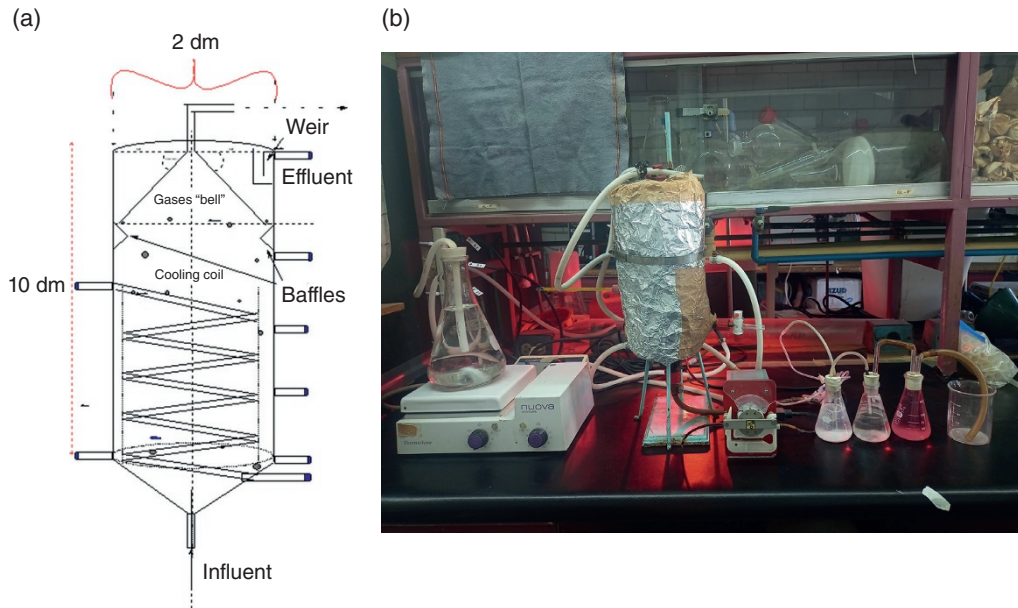 (a)
(b)
2 dm
Weir
Effluent
Gases "bell"
Cooling coil
10 dm
Baffles
Influent
nuova